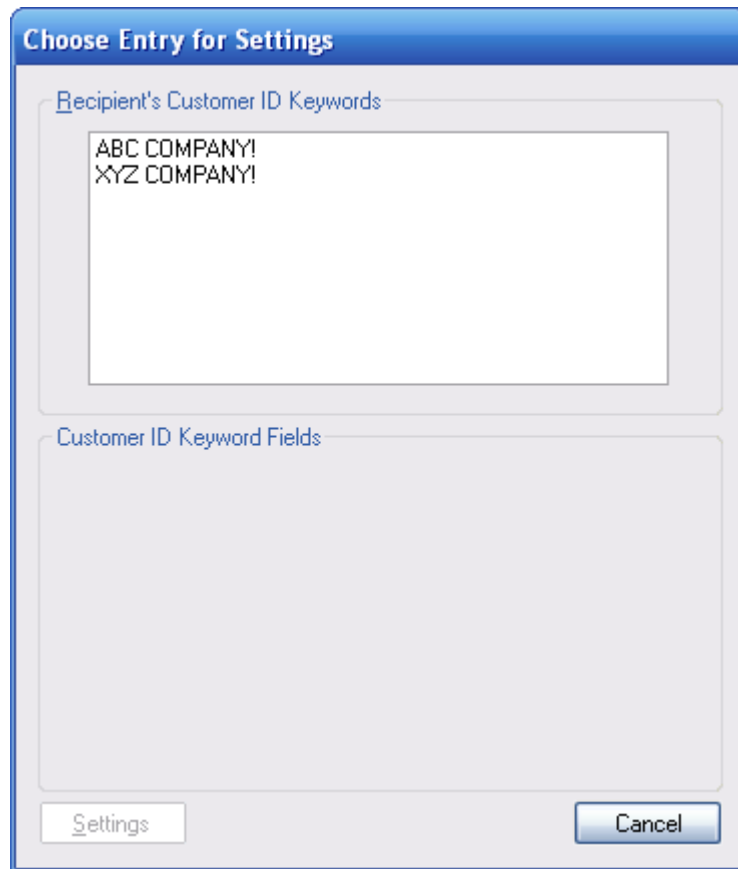 Choose Entry for Settings
Recipient's Customer ID Keywords
ABC COMPANY!
XYZ COMPANY!
Customer ID Keyword Fields
Settings
Cancel